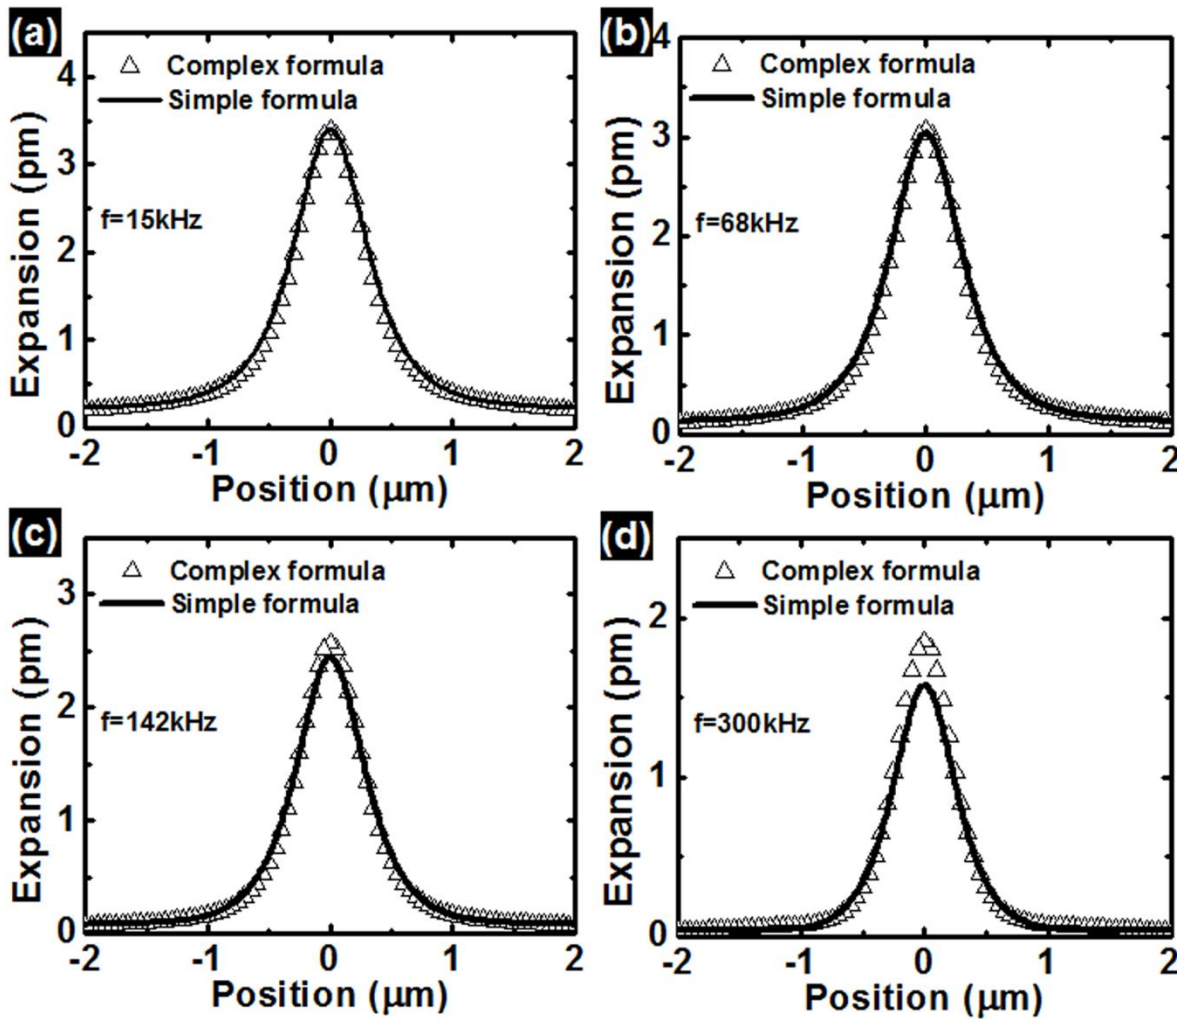 (a)
4
3
2
1
0
Expansion (pm)
Complex formula
Simple formula
f=15kHz
-2 -1 0 1 2
Position (μm)
(b)
4
3
2
1
0
Expansion (pm)
Complex formula
Simple formula
f=68kHz
-2 -1 0 1 2
Position (μm)
(c)
3
2
1
0
Expansion (pm)
Complex formula
Simple formula
f=142kHz
-2 -1 0 1 2
Position (μm)
(d)
2
1
0
Expansion (pm)
Complex formula
Simple formula
f=300kHz
-2 -1 0 1 2
Position (μm)